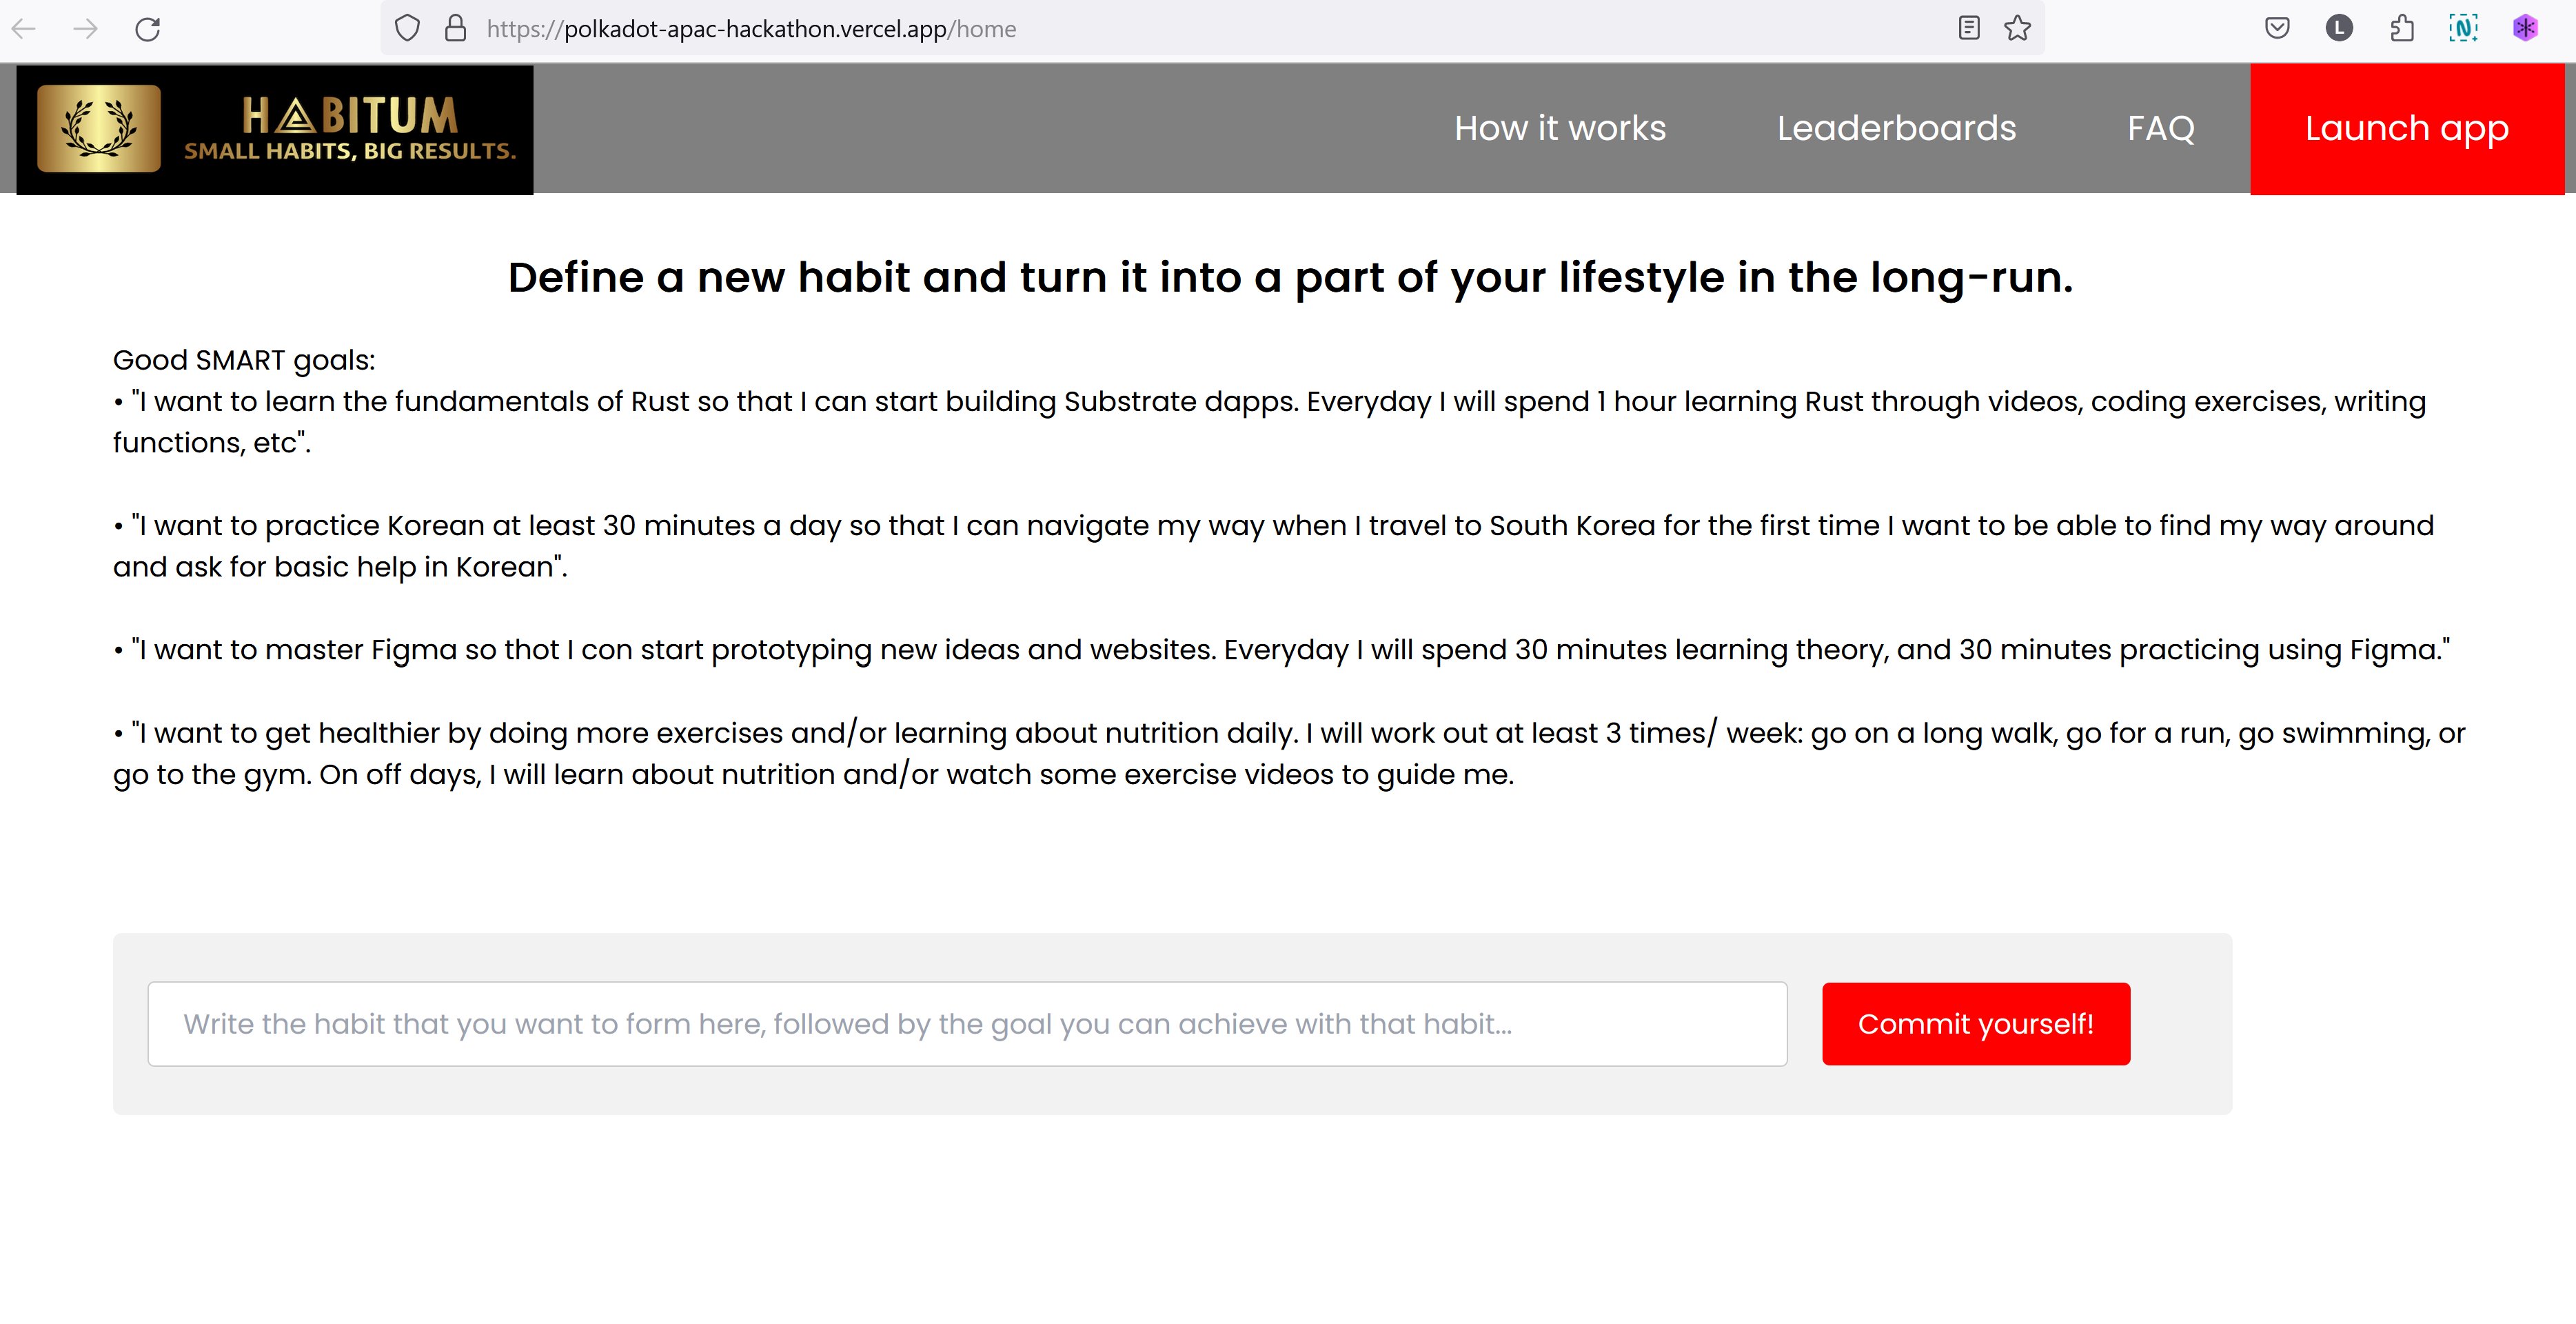 https://polkadot-apac-hackathon.vercel.app/home
L
N
HABITUM
SMALL HABITS, BIG RESULTS.
How it works
Leaderboards
FAQ
Launch app
Define a new habit and turn it into a part of your lifestyle in the long-run.
Good SMART goals:
• "I want to learn the fundamentals of Rust so that I can start building Substrate dapps. Everyday I will spend 1 hour learning Rust through videos, coding exercises, writing
functions, etc".
• "I want to practice Korean at least 30 minutes a day so that I can navigate my way when I travel to South Korea for the first time I want to be able to find my way around
and ask for basic help in Korean".
• "I want to master Figma so thot I con start prototyping new ideas and websites. Everyday I will spend 30 minutes learning theory, and 30 minutes practicing using Figma."
• "I want to get healthier by doing more exercises and/or learning about nutrition daily. I will work out at least 3 times/ week: go on a long walk, go for a run, go swimming, or
go to the gym. On off days, I will learn about nutrition and/or watch some exercise videos to guide me.
Write the habit that you want to form here, followed by the goal you can achieve with that habit...
Commit yourself!